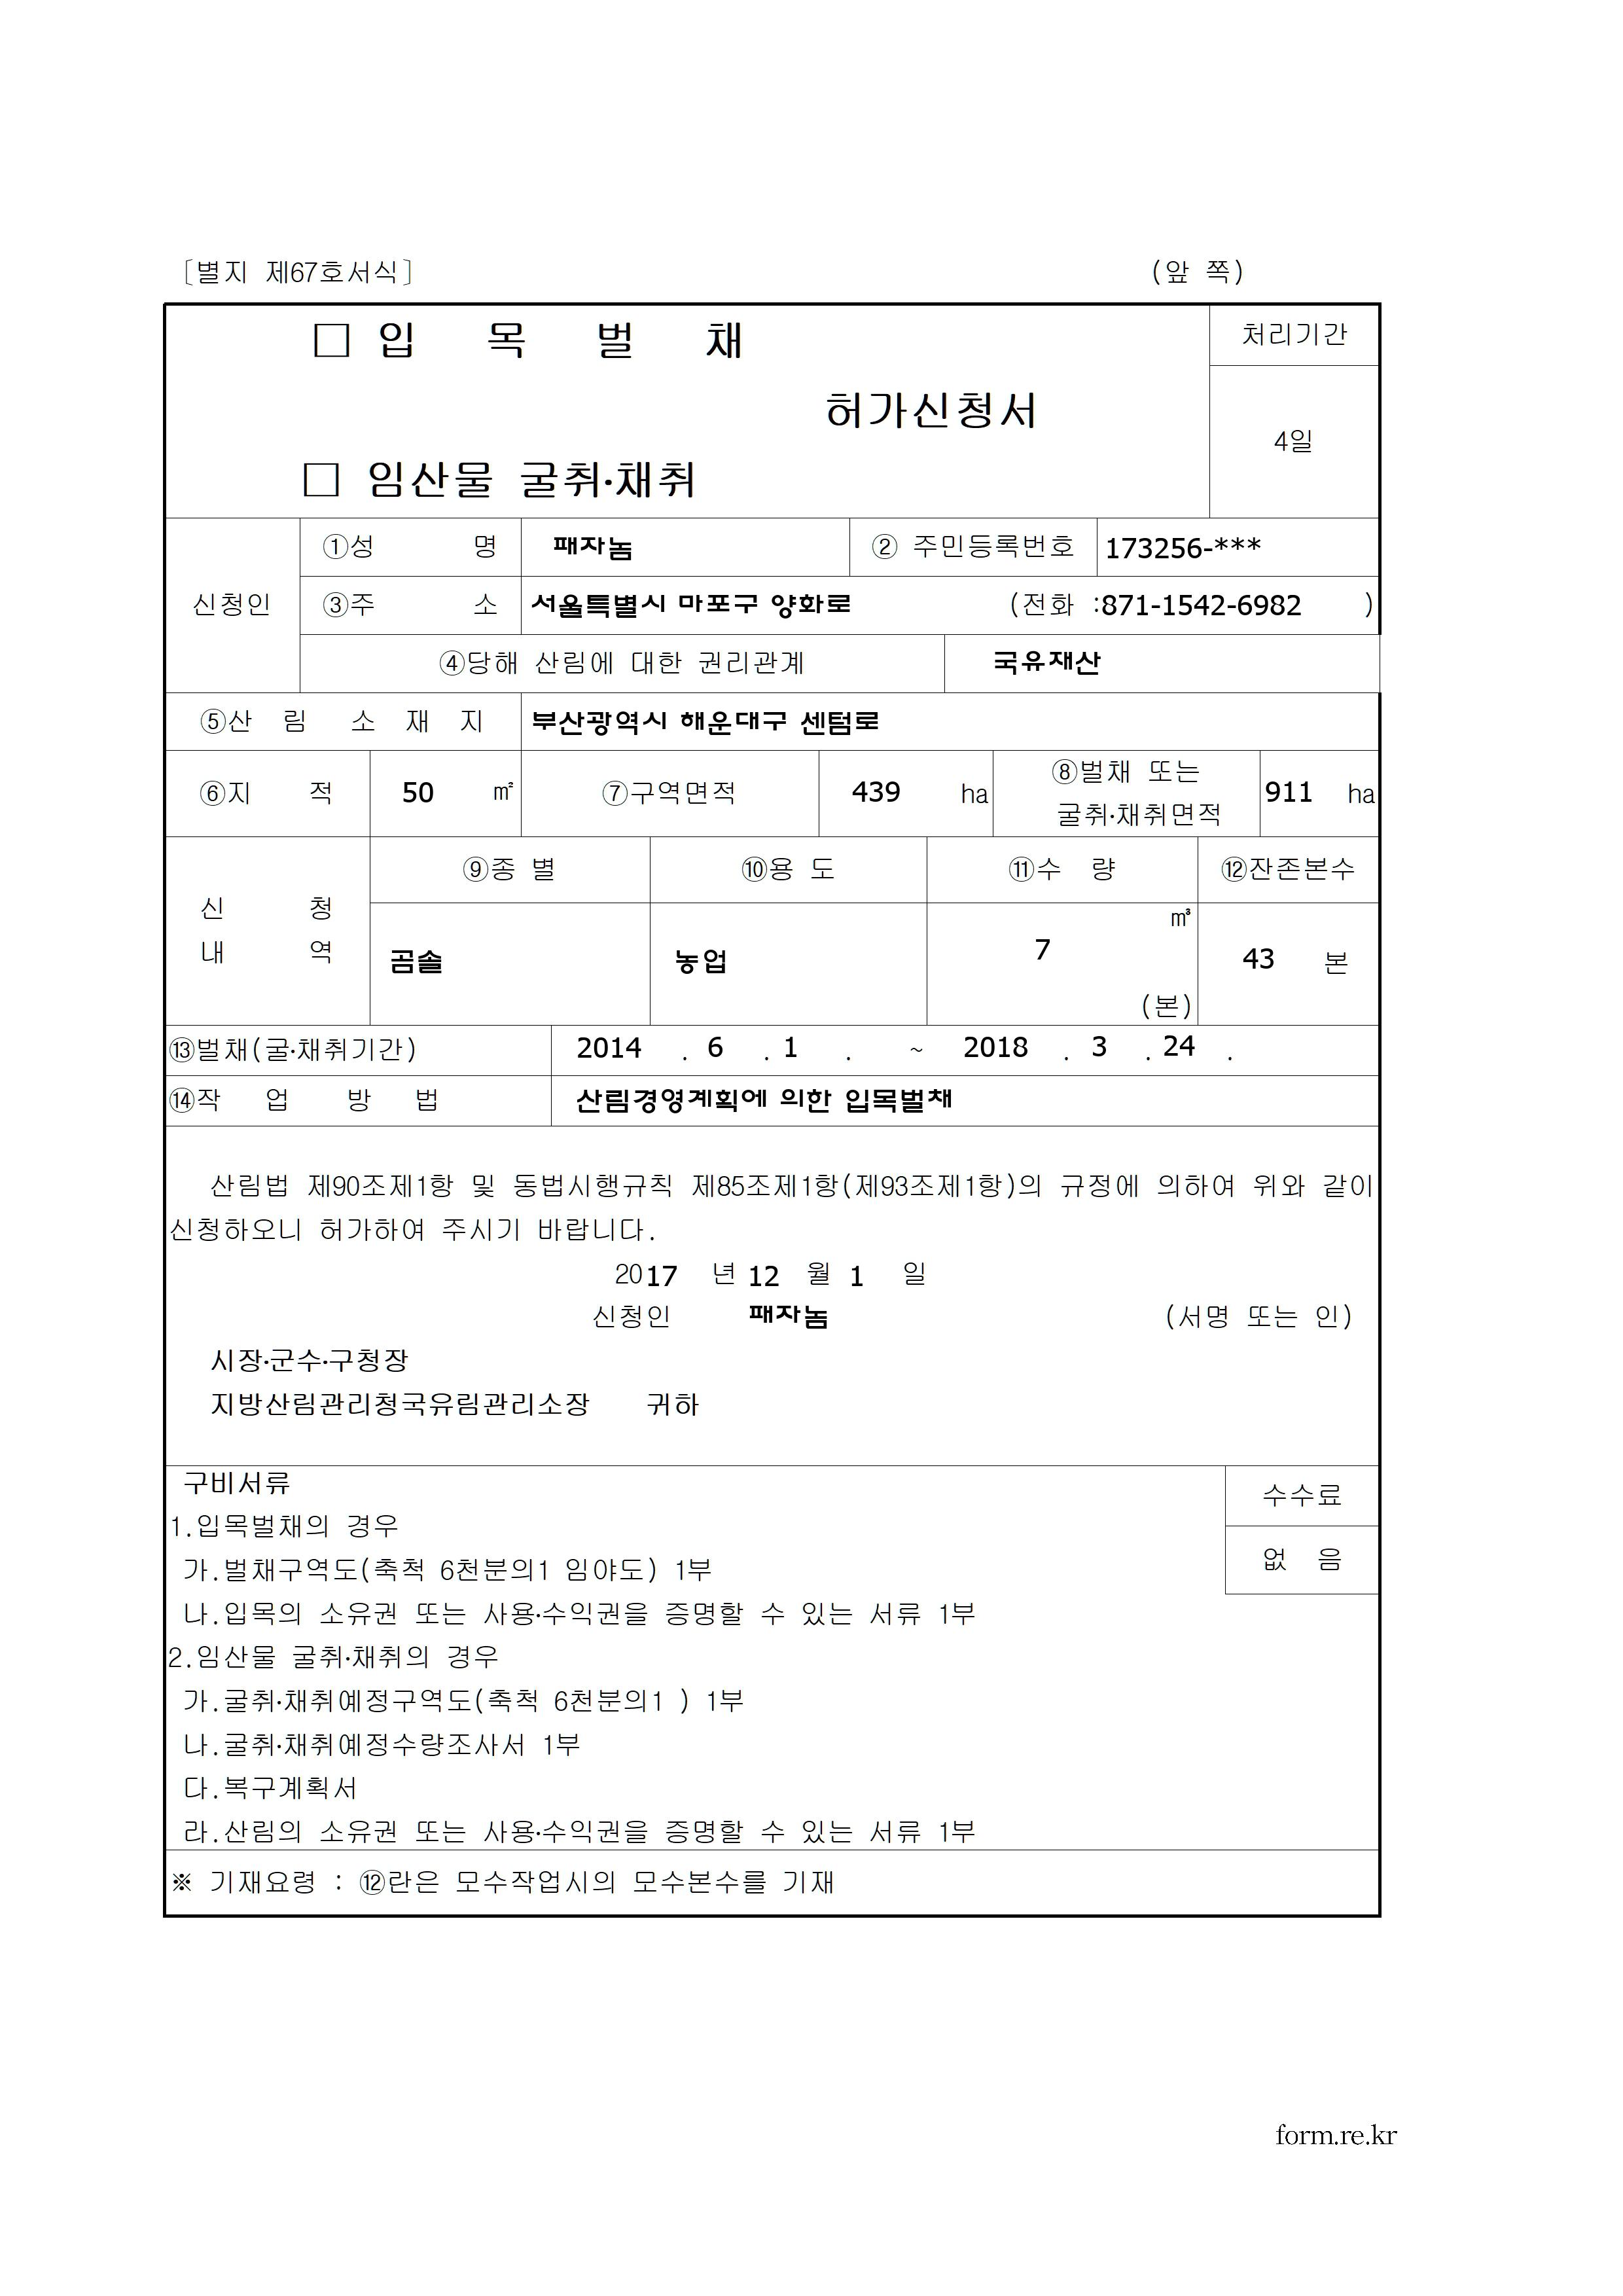 [별지 제67호서식] (앞 쪽)
□ 입 목 벌 채 처리기간
허가신청서
4일
□ 임산물 굴취·채취
신청인 ①성 명 패자놈 ② 주민등록번호 173256-***
③주 소 서울특별시 마포구 양화로 (전화 :871-1542-6982 )
④당해 산림에 대한 권리관계 국유재산
⑤산 림 소 재 지 부산광역시 해운대구 센텀로
⑥지 적 50 ㎡ ⑦구역면적 439 ha ⑧벌채 또는
굴취·채취면적 911 ha
신 청
내 역 ⑨종 별 ⑩용 도 ⑪수 량 ⑫잔존본수
곰솔 농업 7 ㎥
(본) 43 본
⑬벌채(굴·채취기간) 2014 . 6 . 1 . ~ 2018 . 3 . 24 .
⑭작 업 방 법 산림경영계획에 의한 입목벌채
산림법 제90조제1항 및 동법시행규칙 제85조제1항(제93조제1항)의 규정에 의하여 위와 같이
신청하오니 허가하여 주시기 바랍니다.
2017 년 12 월 1 일
신청인 패자놈 (서명 또는 인)
시장·군수·구청장
지방산림관리청국유림관리소장 귀하
구비서류 수수료
1.입목벌채의 경우
가.벌채구역도(축척 6천분의1 임야도) 1부 없 음
나.입목의 소유권 또는 사용·수익권을 증명할 수 있는 서류 1부
2.임산물 굴취·채취의 경우
가.굴취·채취예정구역도(축척 6천분의1 ) 1부
나.굴취·채취예정수량조사서 1부
다.복구계획서
라.산림의 소유권 또는 사용·수익권을 증명할 수 있는 서류 1부
※ 기재요령 : ⑫란은 모수작업시의 모수본수를 기재
form.re.kr